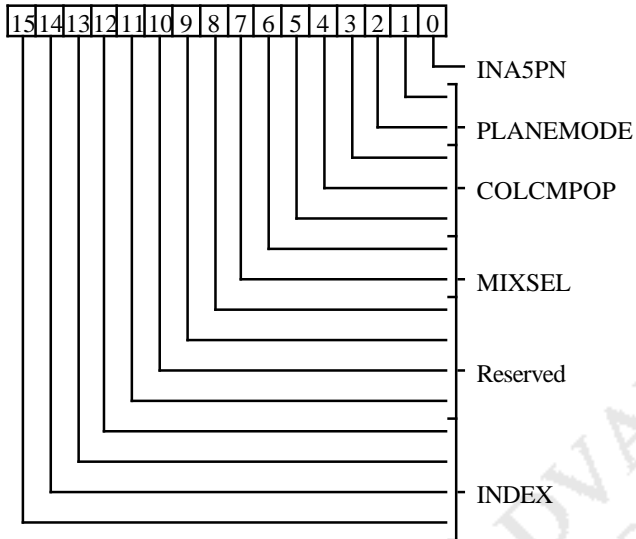 15 14 13 12 11 10 9 8 7 6 5 4 3 2 1 0
INA5PN
PLANEMODE
COLCMPOP
MIXSEL
Reserved
INDEX